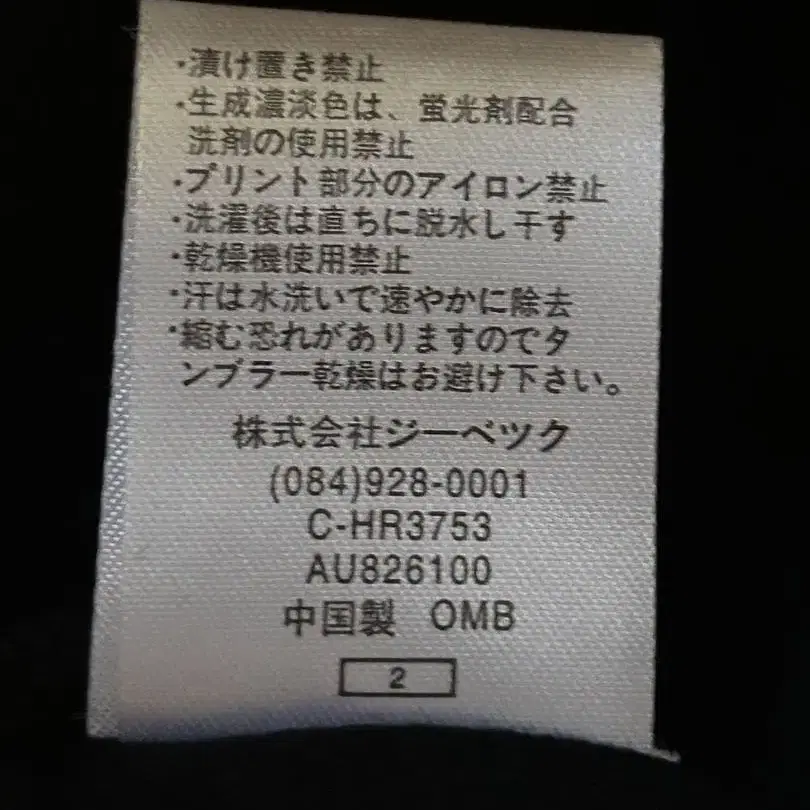 ・漬け置き禁止
・生成濃淡色は、蛍光剤配合
洗剤の使用禁止
・プリント部分のアイロン禁止
・洗濯後は直ちに脱水し干す
・乾燥機使用禁止
・汗は水洗いで速やかに除去
・縮む恐れがありますのでタ
ンブラー乾燥はお避け下さい。
株式会社ジーベック
(084)928-0001
C-HR3753
AU826100
中国製 OMB
2